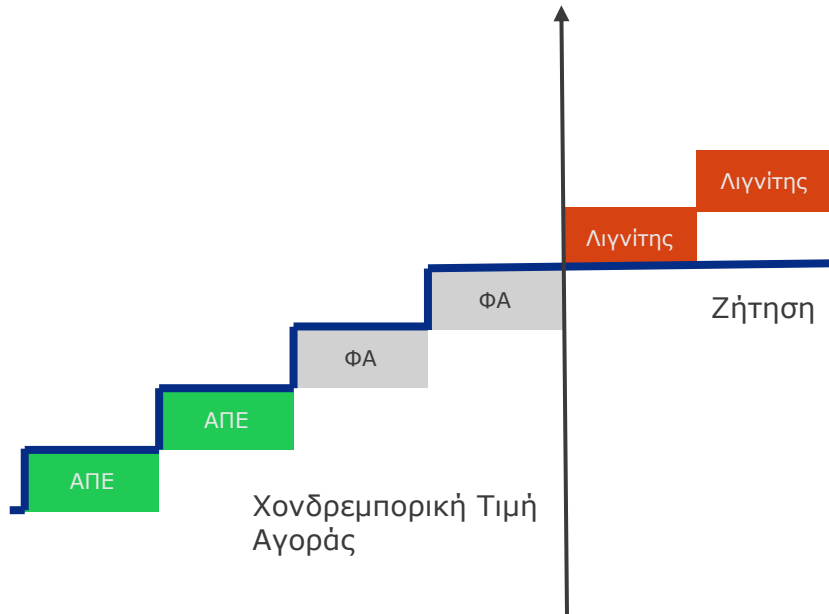 Λιγνίτης
Λιγνίτης
ΦΑ
Ζήτηση
ΦΑ
ΑΠΕ
ΑΠΕ
Χονδρεμπορική Τιμή
Αγοράς